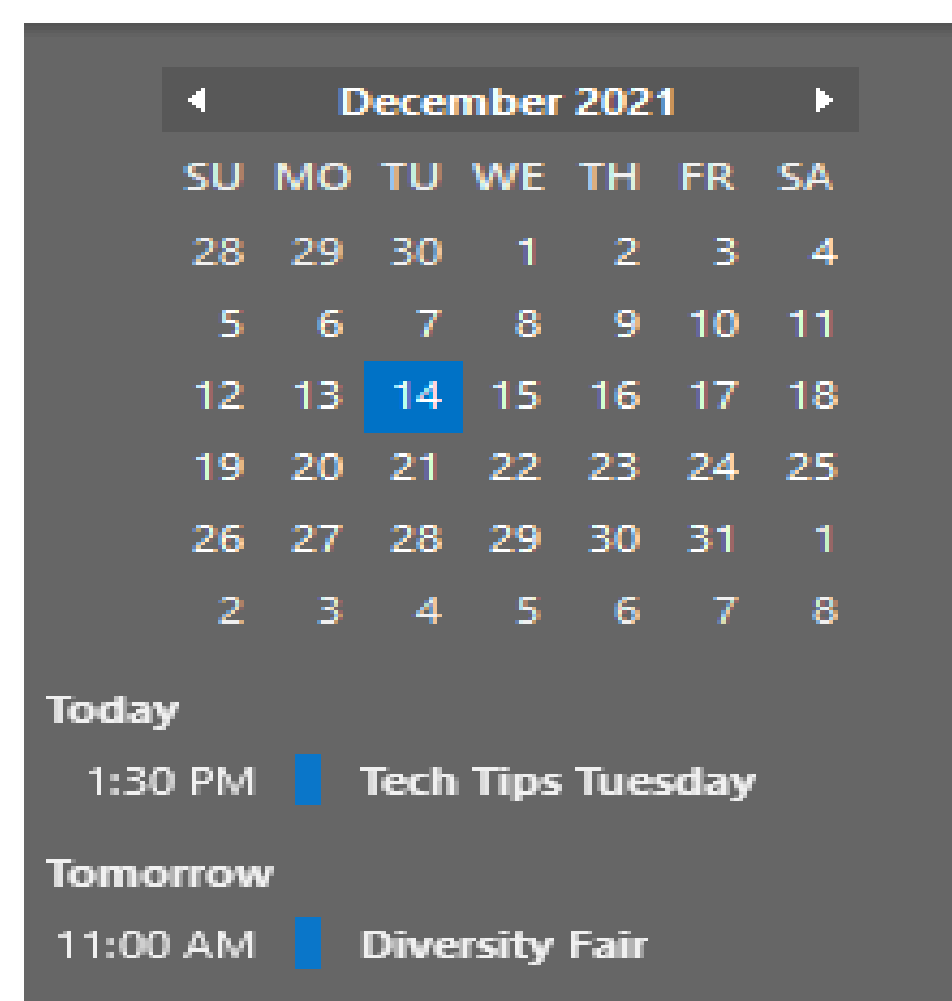 December 2021
SU MO TU WE TH FR SA
28 29 30 1 2 3 4
5 6 7 8 9 10 11
12 13 14 15 16 17 18
19 20 21 22 23 24 25
26 27 28 29 30 31 1
2 3 4 5 6 7 8
Today
1:30 PM Tech Tips Tuesday
Tomorrow
11:00 AM Diversity Fair